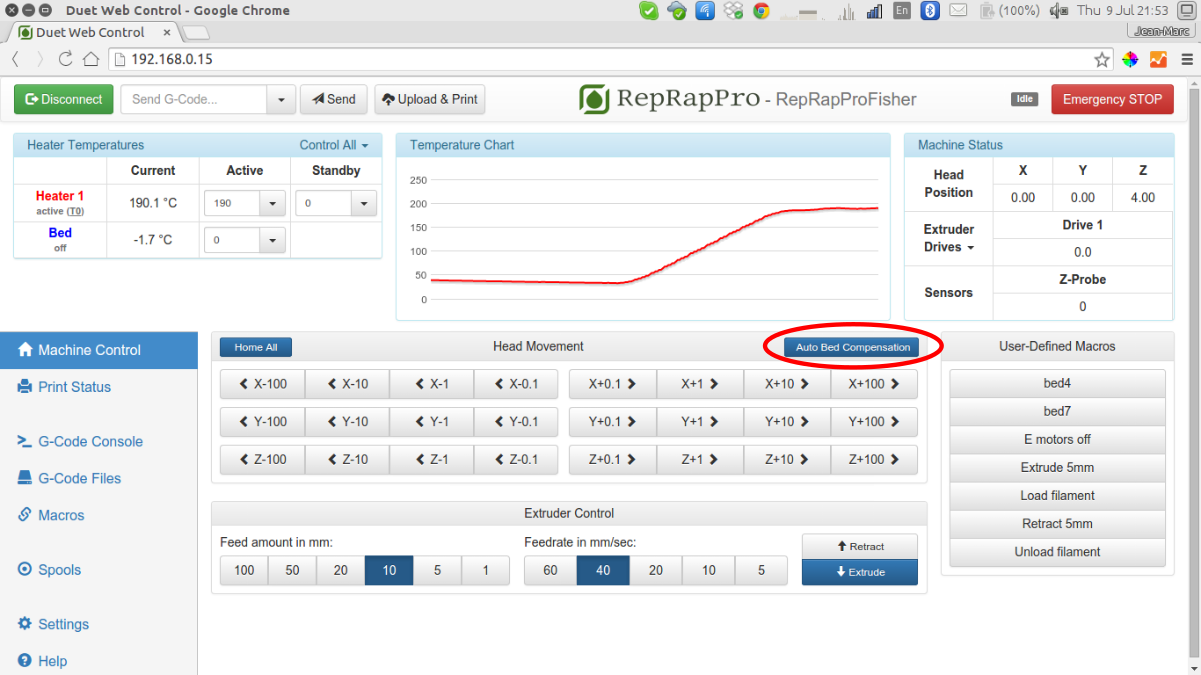 Duet Web Control - Google Chrome
En
(100%)
Thu 9 Jul 21:53
Duet Web Control ×
Jean-Marc
192.168.0.15
Disconnect
Send G-Code...
Send
Upload & Print
RepRapPro - RepRapProFisher
Idle
Emergency STOP
Heater Temperatures
Control All
Current Active Standby
Heater 1
active (T0)
190.1 °C
190
0
Bed
off
-1.7 °C
0
Temperature Chart
250
200
150
100
50
0
Machine Status
Head
Position
X Y Z
0.00 0.00 4.00
Extruder
Drives
Drive 1
0.0
Sensors
Z-Probe
0
Machine Control
Print Status
G-Code Console
G-Code Files
Macros
Spools
Settings
Help
Home All
Head Movement
Auto Bed Compensation
X-100 X-10 X-1 X-0.1 X+0.1 X+1 X+10 X+100
Y-100 Y-10 Y-1 Y-0.1 Y+0.1 Y+1 Y+10 Y+100
Z-100 Z-10 Z-1 Z-0.1 Z+0.1 Z+1 Z+10 Z+100
Extruder Control
Feed amount in mm:
100 50 20 10 5 1
Feedrate in mm/sec:
60 40 20 10 5
Retract
Extrude
User-Defined Macros
bed4
bed7
E motors off
Extrude 5mm
Load filament
Retract 5mm
Unload filament